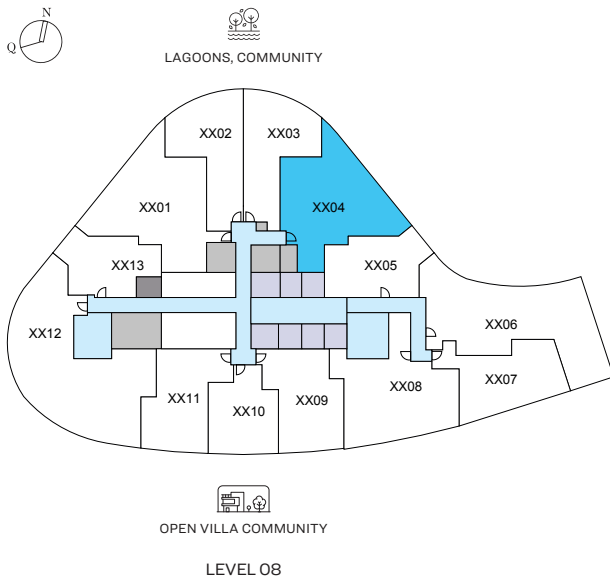 N
Q
LAGOONS, COMMUNITY
XX02
XX03
XX01
XX04
XX13
XX05
XX12
XX06
XX08
XX07
XX11
XX10
XX09
OPEN VILLA COMMUNITY
LEVEL 08